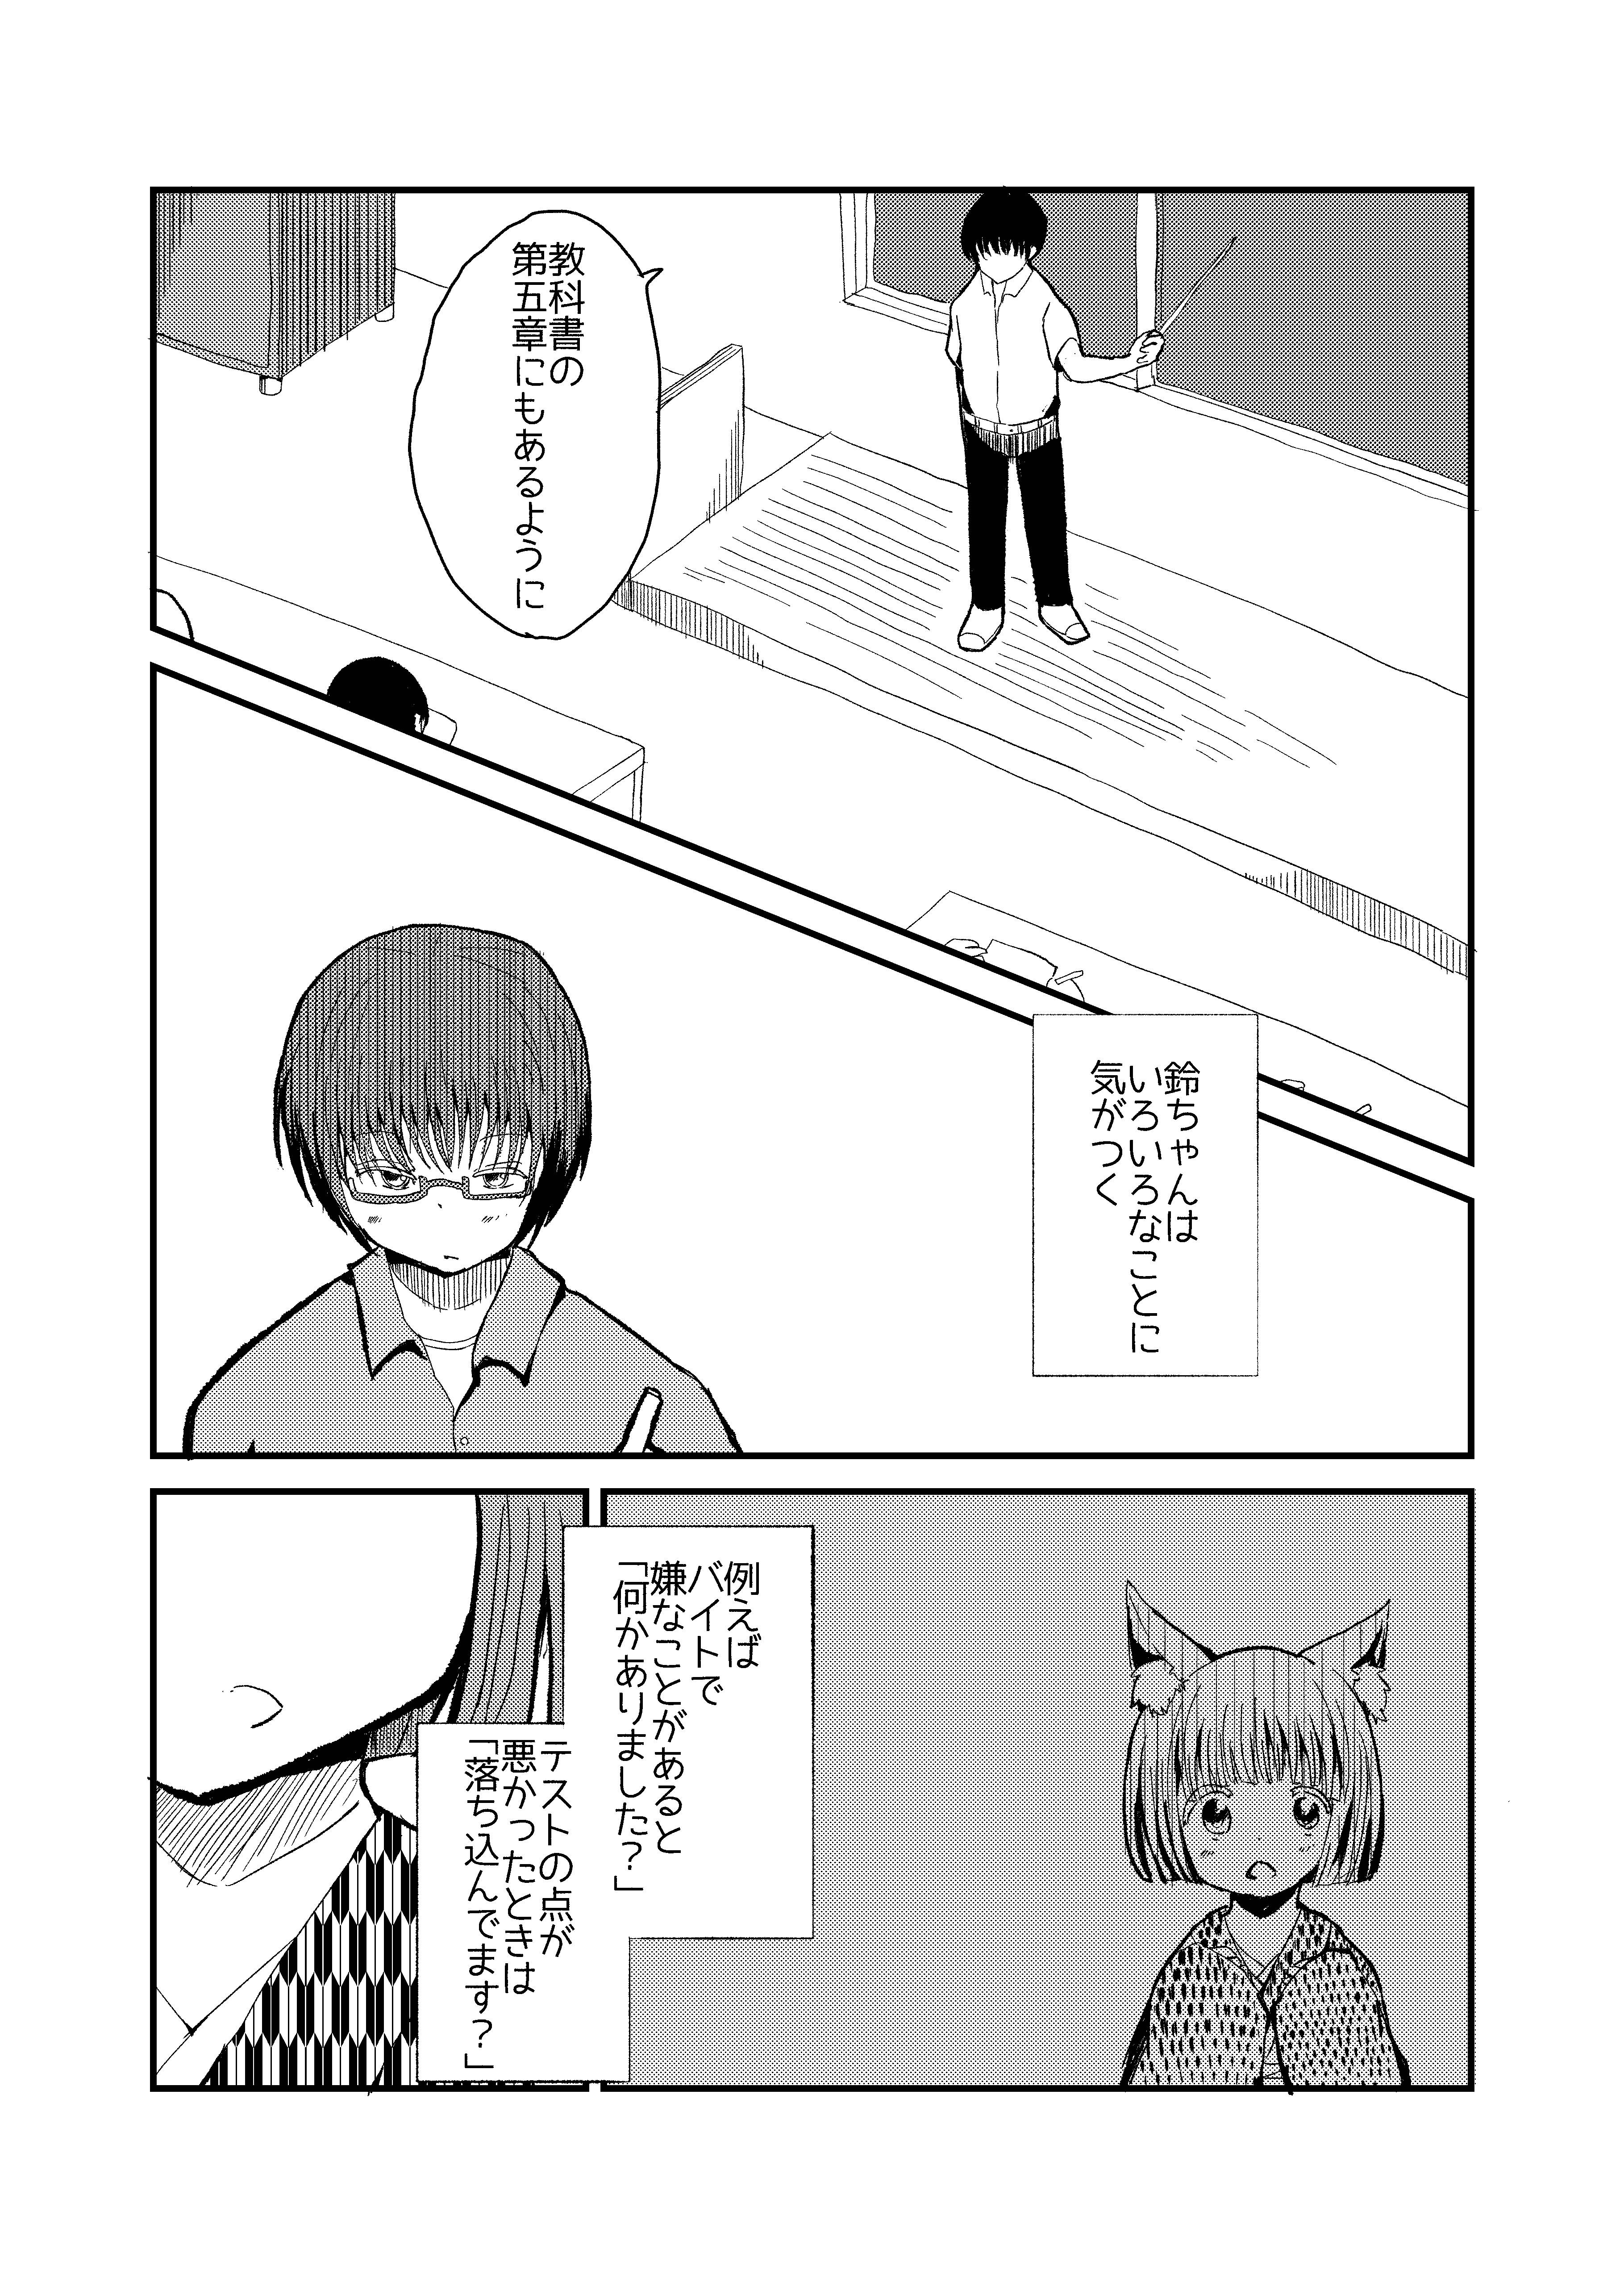 教科書の
第五章にもあるように
鈴ちゃんは
いろいろなことに
気がつく
例えば
バイトで
嫌なことがあると
「何かありました?」
テストの点が
悪かったときは
「落ち込んでます?」